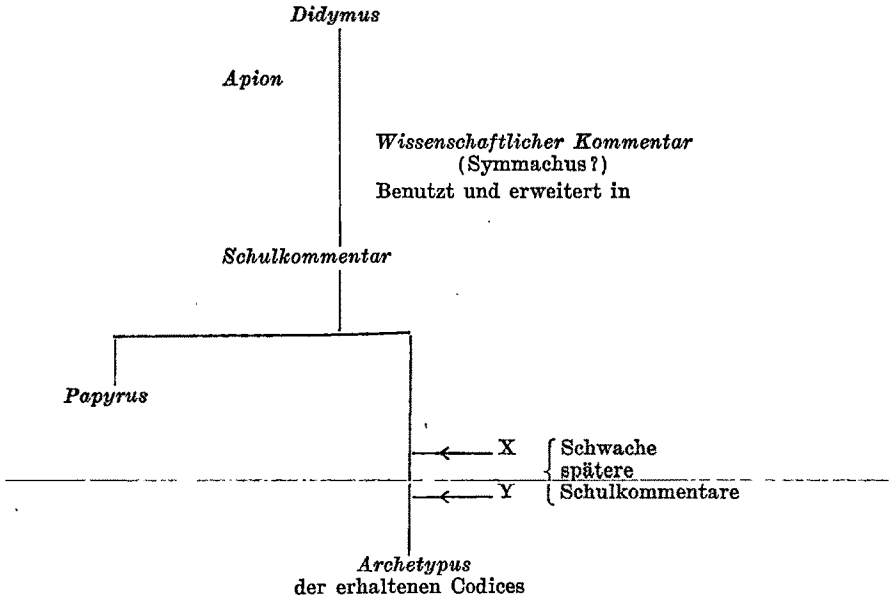 Didymus
Apion
Wissenschaftlicher Kommentar
(Symmachus?)
Benutzt und erweitert in
Schulkommentar
Papyrus
X { Schwache
spätere
Y Schulkommentare
Archetypus
der erhaltenen Codices